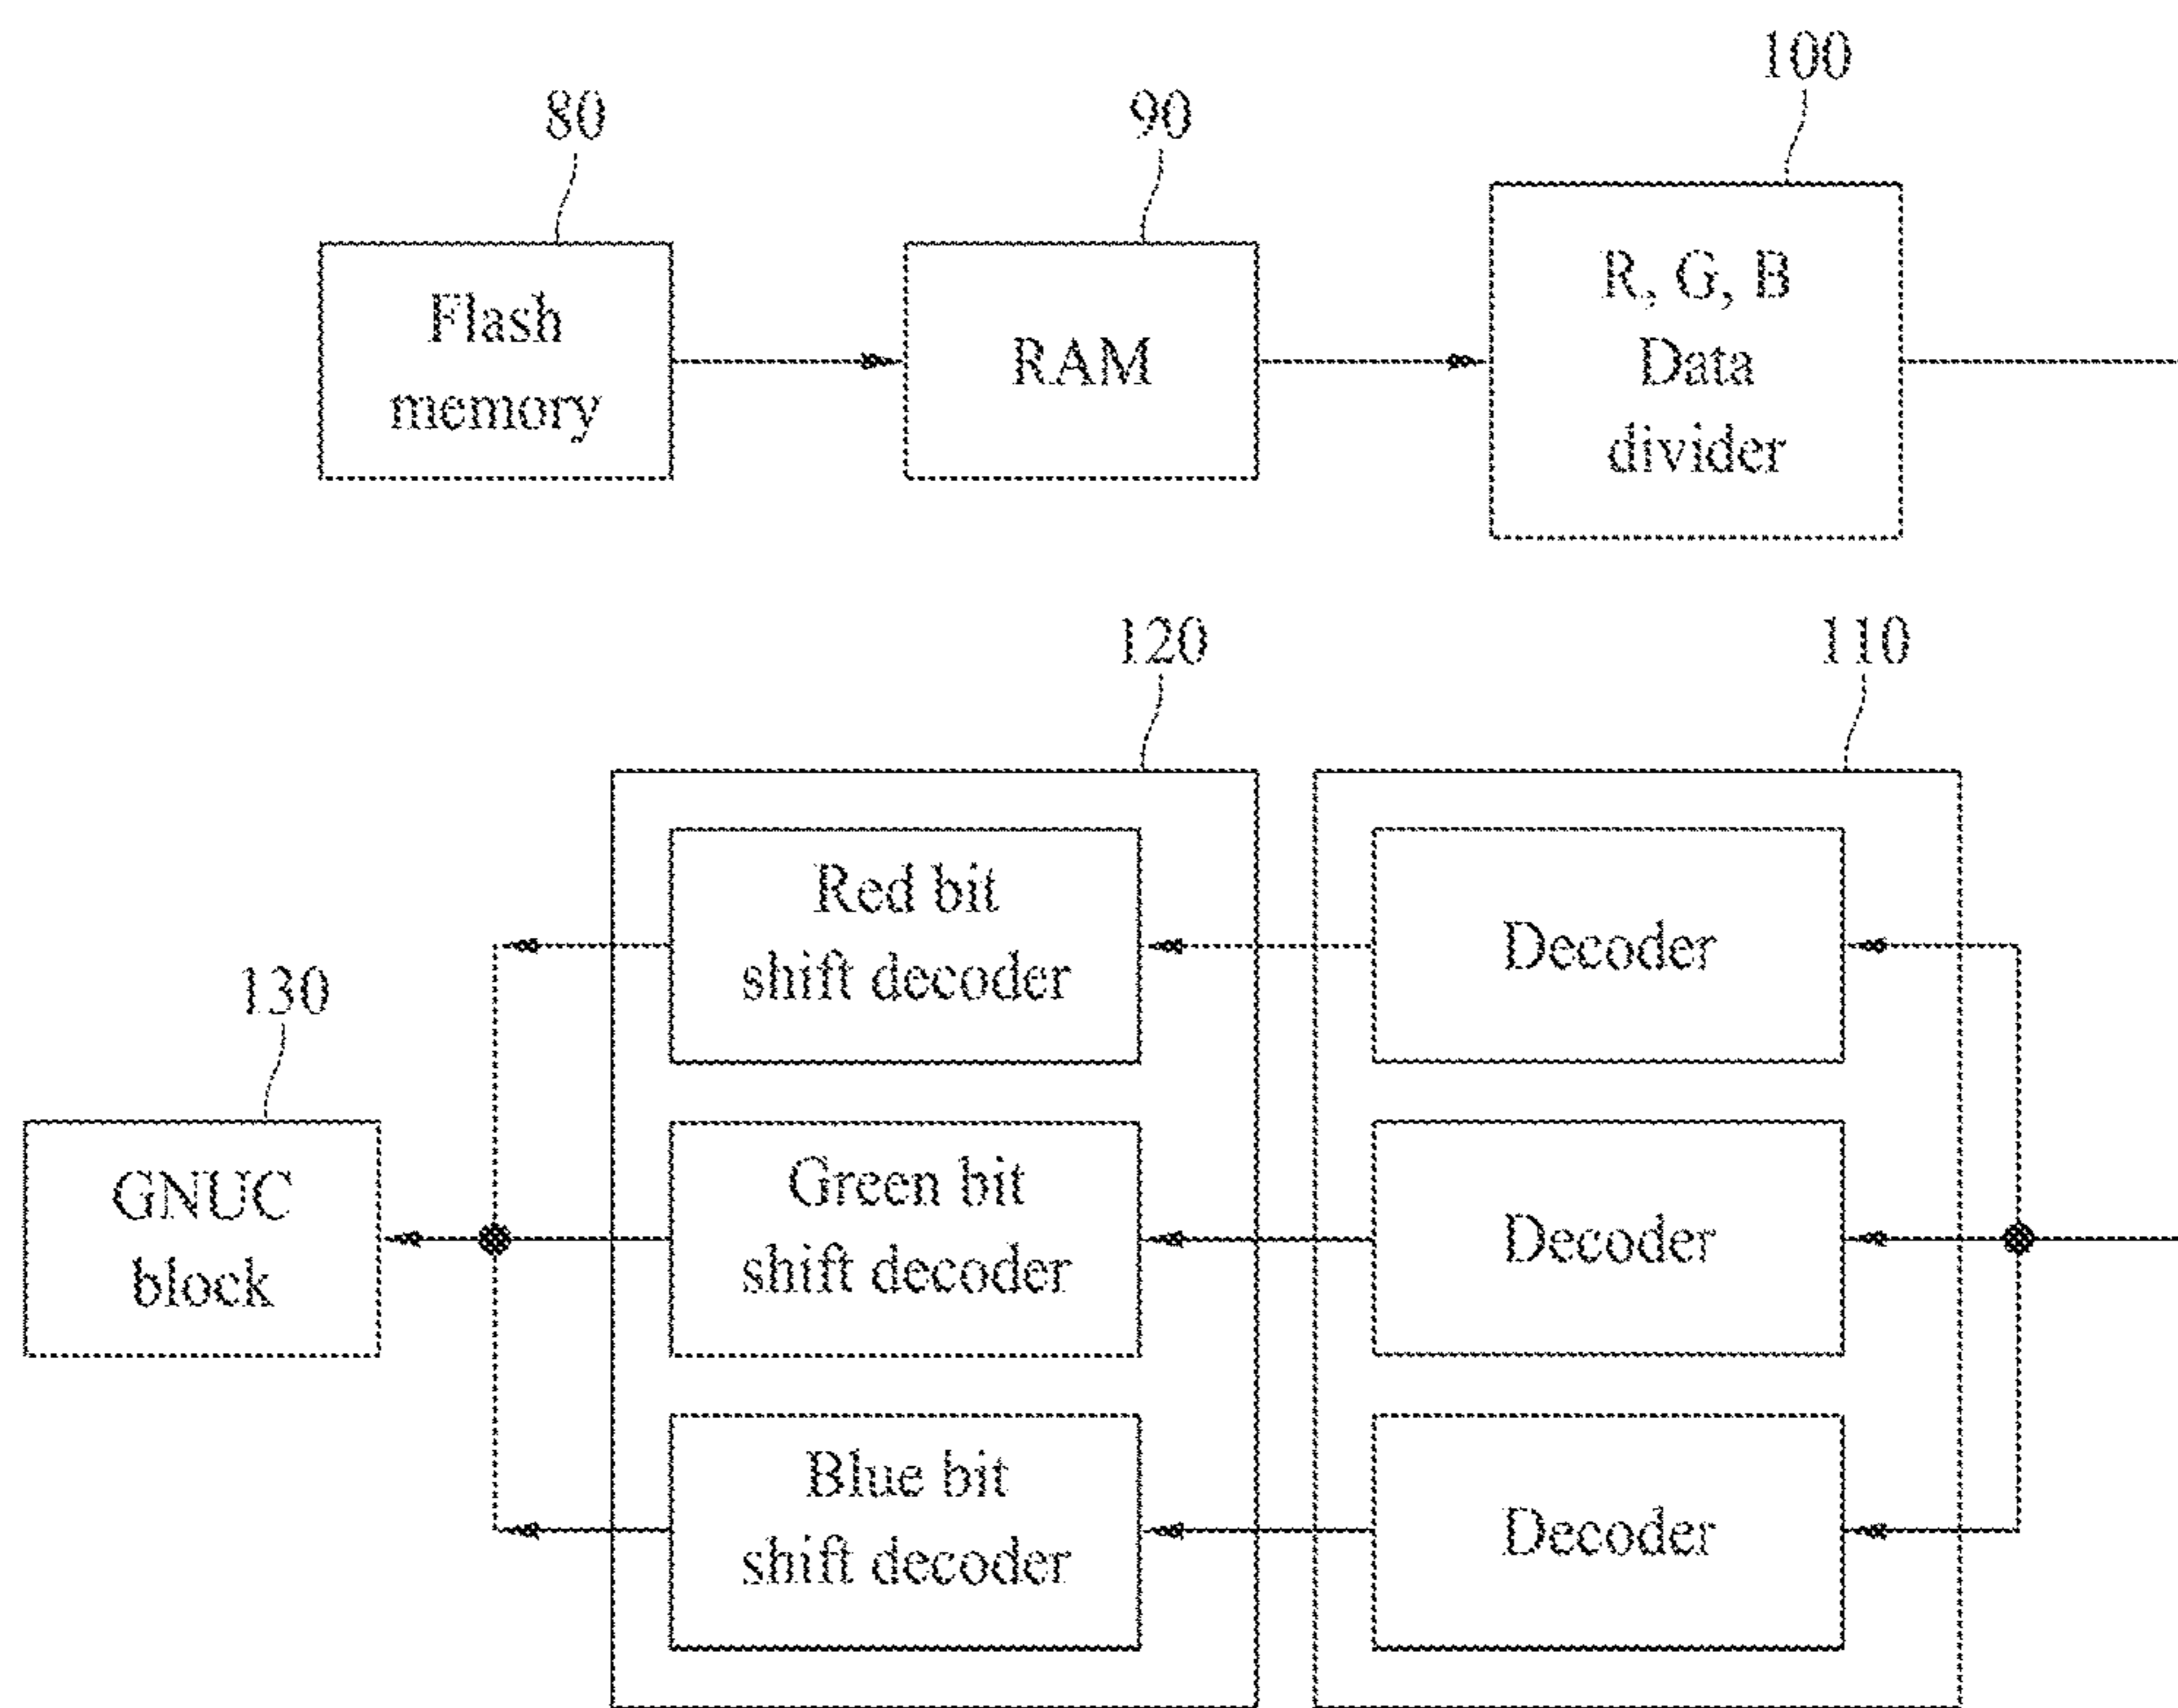 100
80
90
Flash
memory
RAM
R, G, B
Data
divider
120
110
Red bit
shift decoder
Decoder
130
GNUC
block
Green bit
shift decoder
Decoder
Blue bit
shift decoder
Decoder